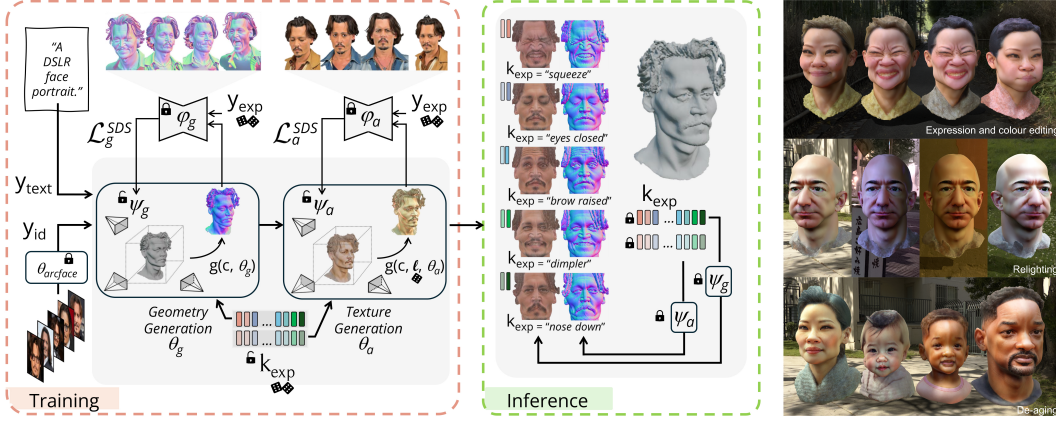 “A
DSLR
face
portrait.”
y_text
y_id
θ_arcface
φ_g
y_exp
ℒ_g^SDS
φ_a
y_exp
ℒ_a^SDS
ψ_g
g(c, θ_g)
ψ_a
g(c, ℓ, θ_a)
Geometry
Generation
θ_g
Texture
Generation
θ_a
...
...
k_exp
Training
k_exp = “squeeze”
k_exp = “eyes closed”
k_exp = “brow raised”
k_exp = “dimpler”
k_exp = “nose down”
k_exp
...
...
ψ_g
ψ_a
Inference
Expression and colour editing
Relighting
De-aging